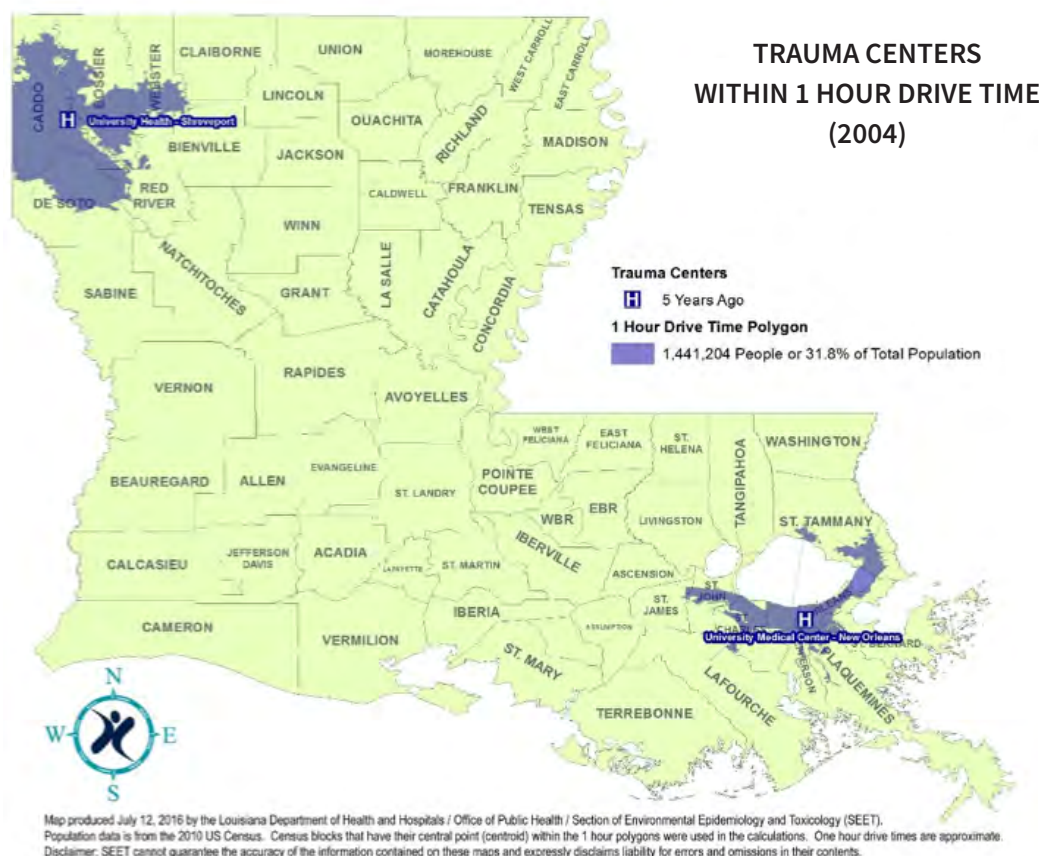 TRAUMA CENTERS
WITHIN 1 HOUR DRIVE TIME
(2004)
CLAIBORNE
UNION
MOREHOUSE
WEST CARROLL
EAST CARROLL
CADDO
BOSSIER
WEBSTER
LINCOLN
OUACHITA
RICHLAND
MADISON
H University Health - Shreveport
BIENVILLE
JACKSON
CALDWELL
FRANKLIN
TENSAS
DE SOTO
RED
RIVER
WINN
NATCHITOCHES
LA SALLE
CATAHOULA
CONCORDIA
SABINE
GRANT
Trauma Centers
H 5 Years Ago
1 Hour Drive Time Polygon
1,441,204 People or 31.8% of Total Population
VERNON
RAPIDES
AVOYELLES
WEST
FELICIANA
EAST
FELICIANA
ST.
HELENA
TANGIPAHOA
WASHINGTON
BEAUREGARD
ALLEN
EVANGELINE
ST. LANDRY
POINTE
COUPEE
WBR
EBR
LIVINGSTON
ST. TAMMANY
CALCASIEU
JEFFERSON
DAVIS
ACADIA
LAFAYETTE
ST. MARTIN
IBERVILLE
ASCENSION
ST.
JOHN
ORLEANS
CAMERON
VERMILION
IBERIA
ST. MARY
ASSUMPTION
ST.
JAMES
CHARLES
H
University Medical Center - New Orleans
ST. BERNARD
JEFFERSON
PLAQUEMINES
LAFOURCHE
TERREBONNE
N
W E
S
Map produced July 12, 2016 by the Louisiana Department of Health and Hospitals / Office of Public Health / Section of Environmental Epidemiology and Toxicology (SEET).
Population data is from the 2010 US Census. Census blocks that have their central point (centroid) within the 1 hour polygons were used in the calculations. One hour drive times are approximate.
Disclaimer: SEET cannot guarantee the accuracy of the information contained on these maps and expressly disclaims liability for errors and omissions in their contents.